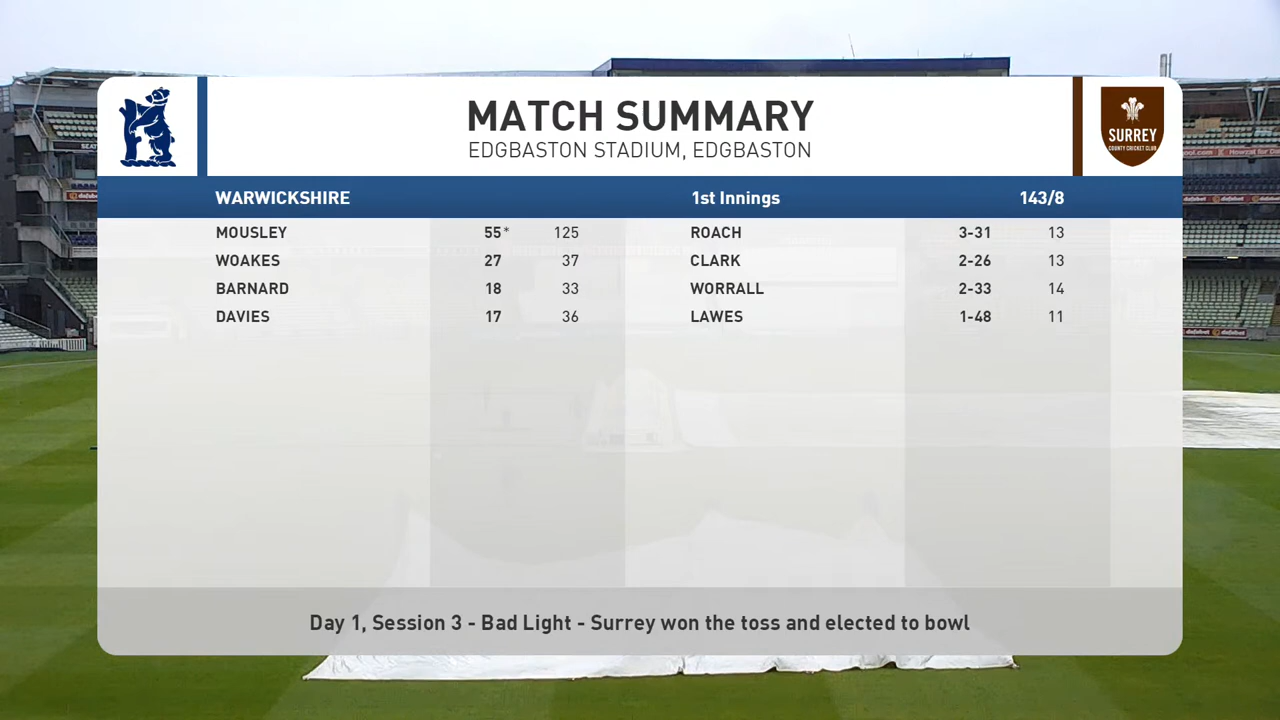 MATCH SUMMARY
EDGBASTON STADIUM, EDGBASTON
SURREY
COUNTY CRICKET CLUB
WARWICKSHIRE 1st Innings 143/8
MOUSLEY 55* 125 ROACH 3-31 13
WOAKES 27 37 CLARK 2-26 13
BARNARD 18 33 WORRALL 2-33 14
DAVIES 17 36 LAWES 1-48 11
Day 1, Session 3 - Bad Light - Surrey won the toss and elected to bowl